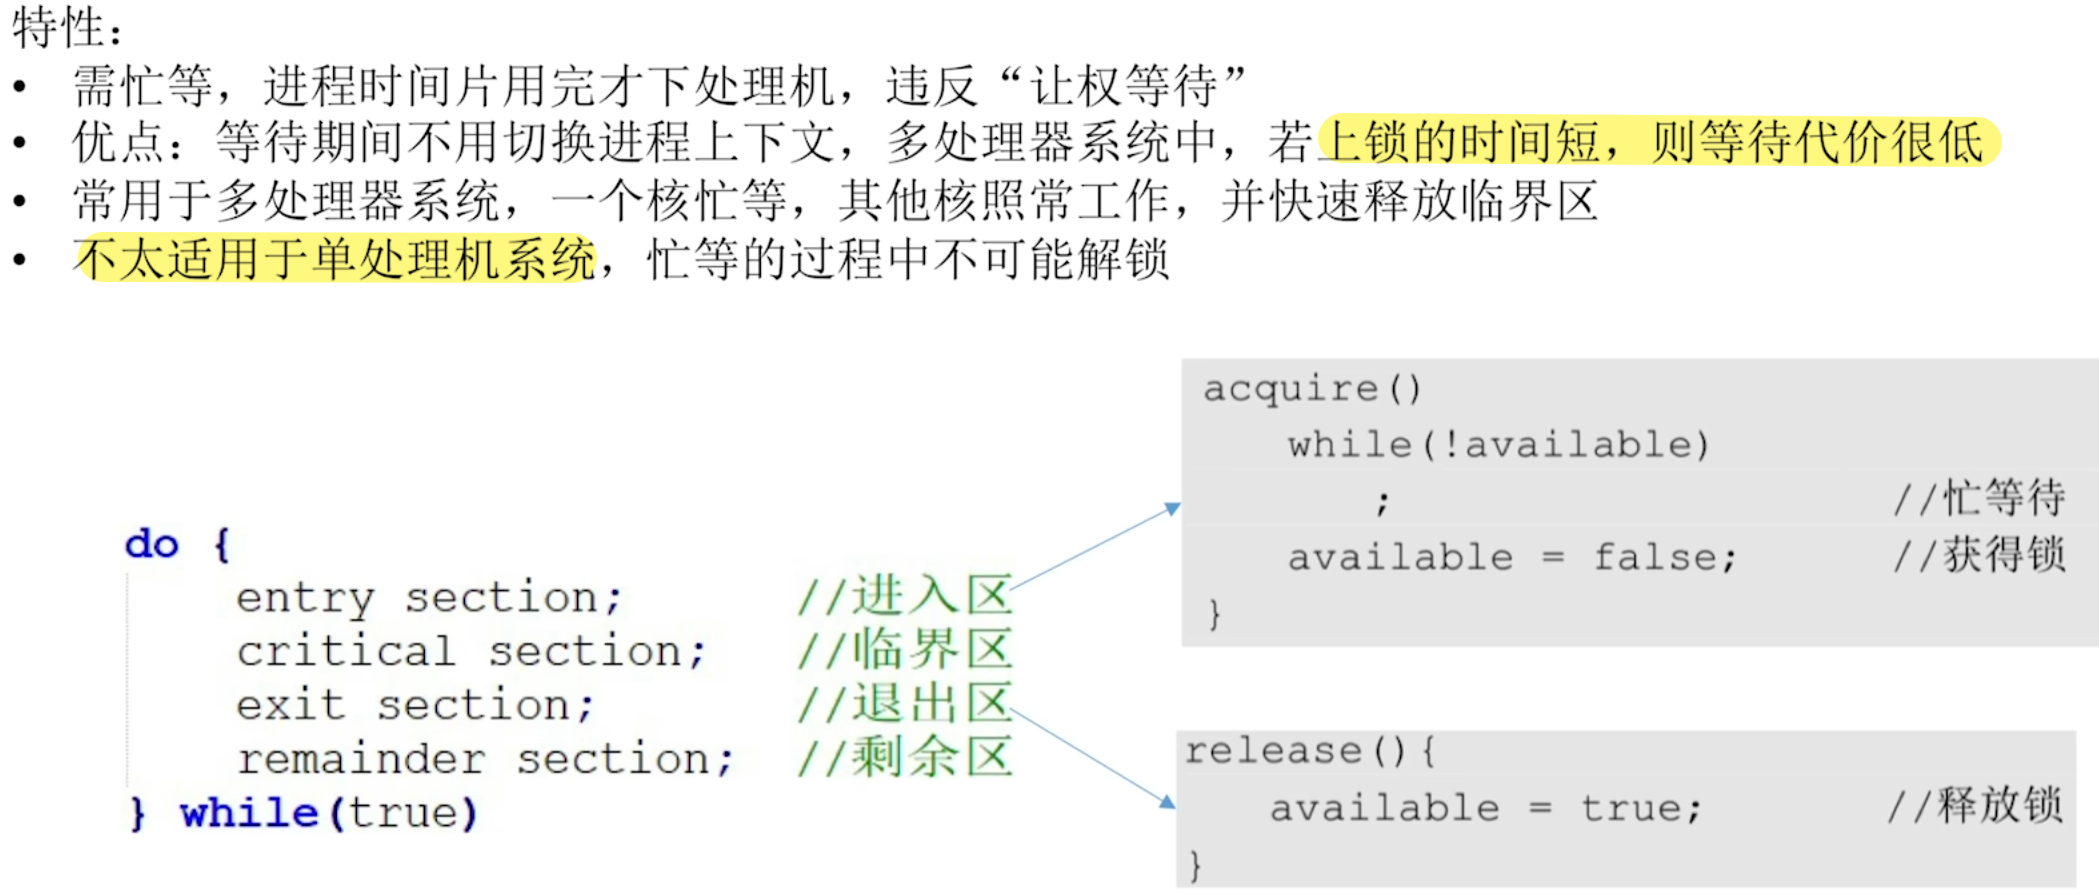 特性：
• 需忙等，进程时间片用完才下处理机，违反“让权等待”
• 优点：等待期间不用切换进程上下文，多处理器系统中，若上锁的时间短，则等待代价很低
• 常用于多处理器系统，一个核忙等，其他核照常工作，并快速释放临界区
• 不太适用于单处理机系统，忙等的过程中不可能解锁
do {
entry section; //进入区
critical section; //临界区
exit section; //退出区
remainder section; //剩余区
} while(true)
acquire()
while(!available)
; //忙等待
available = false; //获得锁
}
release(){
available = true; //释放锁
}